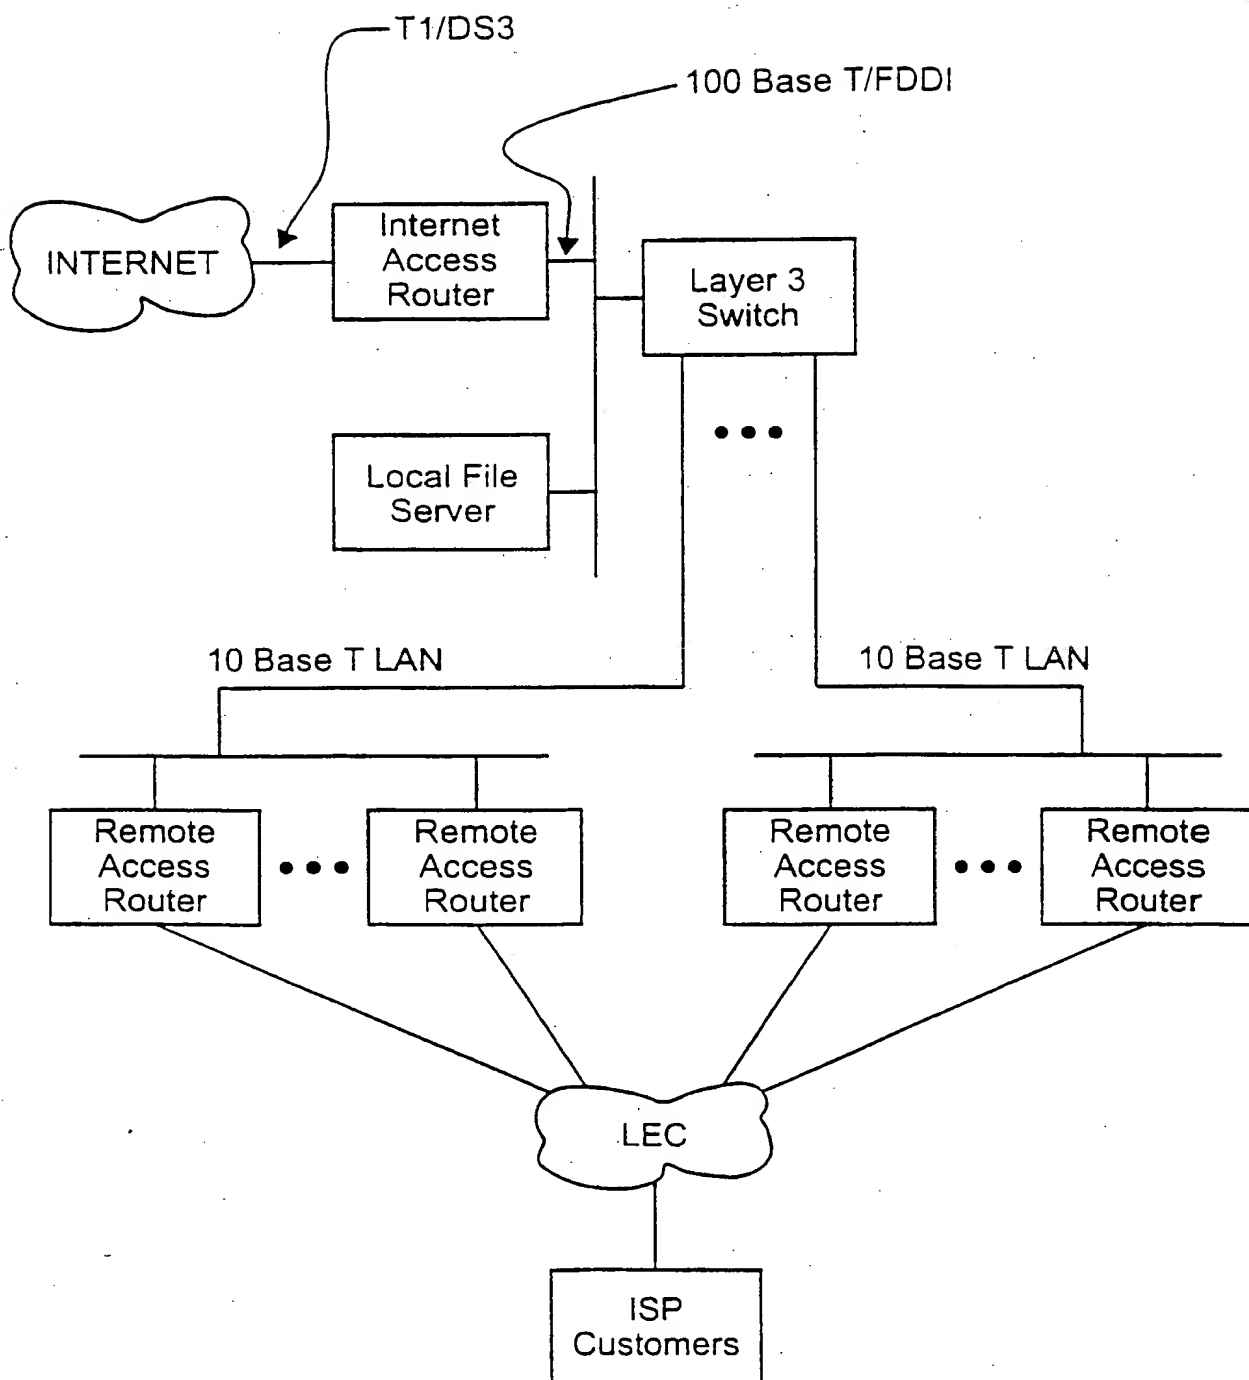 T1/DS3
100 Base T/FDDI
INTERNET
Internet
Access
Router
Layer 3
Switch
Local File
Server
10 Base T LAN
10 Base T LAN
Remote
Access
Router
Remote
Access
Router
Remote
Access
Router
Remote
Access
Router
LEC
ISP
Customers